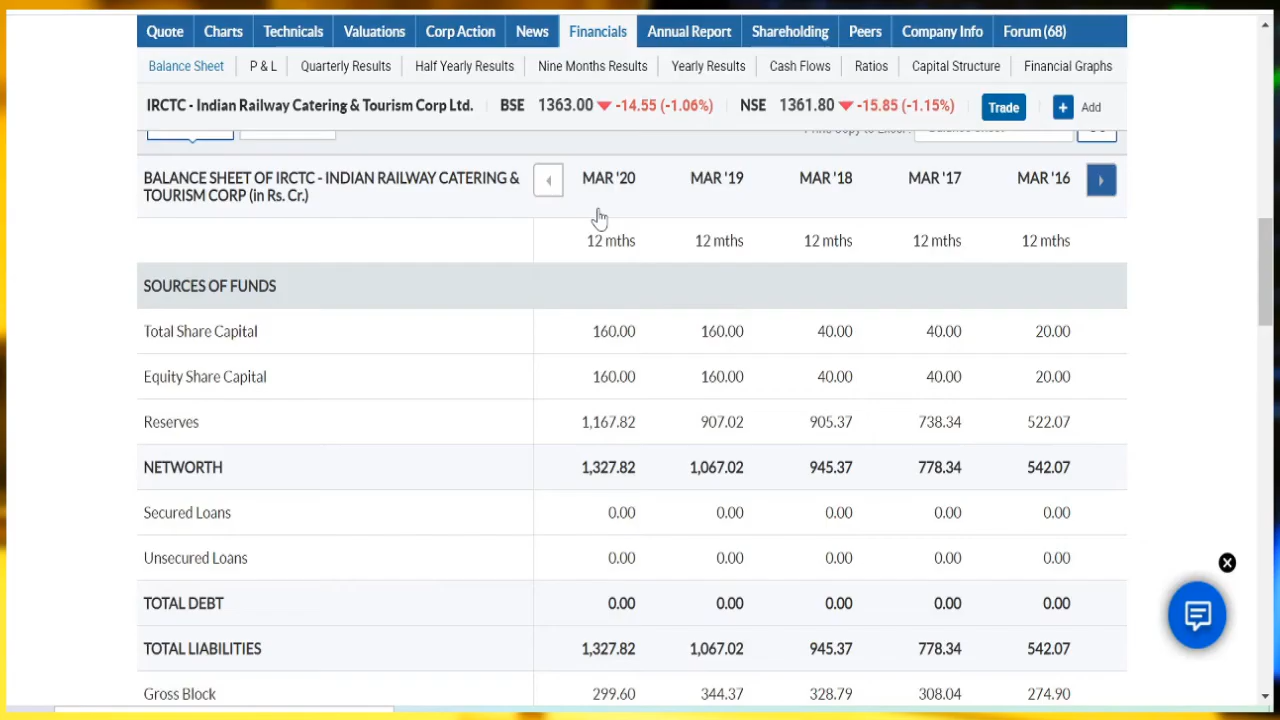 Quote Charts Technicals Valuations Corp Action News Financials Annual Report Shareholding Peers Company Info Forum (68)
Balance Sheet P & L Quarterly Results Half Yearly Results Nine Months Results Yearly Results Cash Flows Ratios Capital Structure Financial Graphs
IRCTC - Indian Railway Catering & Tourism Corp Ltd. BSE 1363.00 -14.55 (-1.06%) NSE 1361.80 -15.85 (-1.15%) Trade + Add
BALANCE SHEET OF IRCTC - INDIAN RAILWAY CATERING & MAR '20 MAR '19 MAR '18 MAR '17 MAR '16
TOURISM CORP (in Rs. Cr.)
12 mths 12 mths 12 mths 12 mths 12 mths
SOURCES OF FUNDS
Total Share Capital 160.00 160.00 40.00 40.00 20.00
Equity Share Capital 160.00 160.00 40.00 40.00 20.00
Reserves 1,167.82 907.02 905.37 738.34 522.07
NETWORTH 1,327.82 1,067.02 945.37 778.34 542.07
Secured Loans 0.00 0.00 0.00 0.00 0.00
Unsecured Loans 0.00 0.00 0.00 0.00 0.00
TOTAL DEBT 0.00 0.00 0.00 0.00 0.00
TOTAL LIABILITIES 1,327.82 1,067.02 945.37 778.34 542.07
Gross Block 299.60 344.37 328.79 308.04 274.90